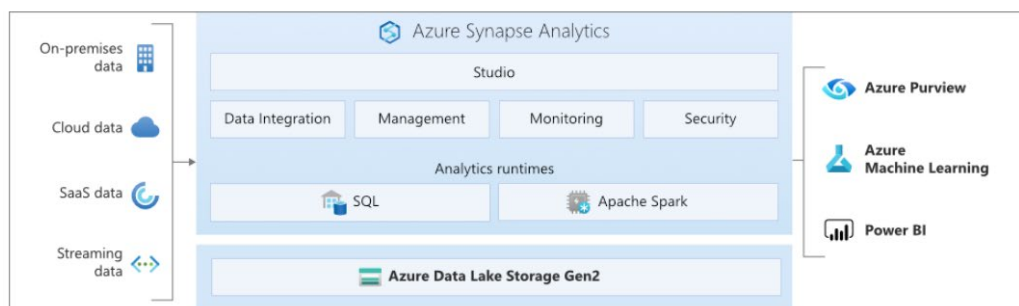 On-premises
data
Cloud data
SaaS data
Streaming
data
Azure Synapse Analytics
Studio
Data Integration
Management
Monitoring
Security
Analytics runtimes
SQL
Apache Spark
Azure Data Lake Storage Gen2
Azure Purview
Azure
Machine Learning
Power BI